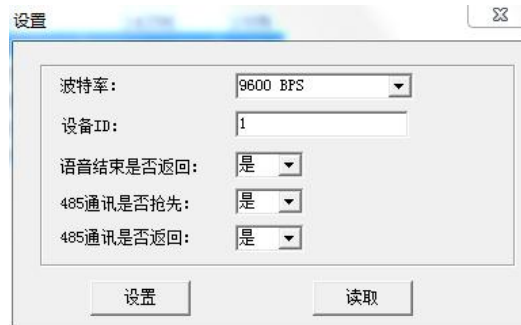 设置
波特率: 9600 BPS
设备ID: 1
语音结束是否返回: 是
485通讯是否抢先: 是
485通讯是否返回: 是
设置 读取